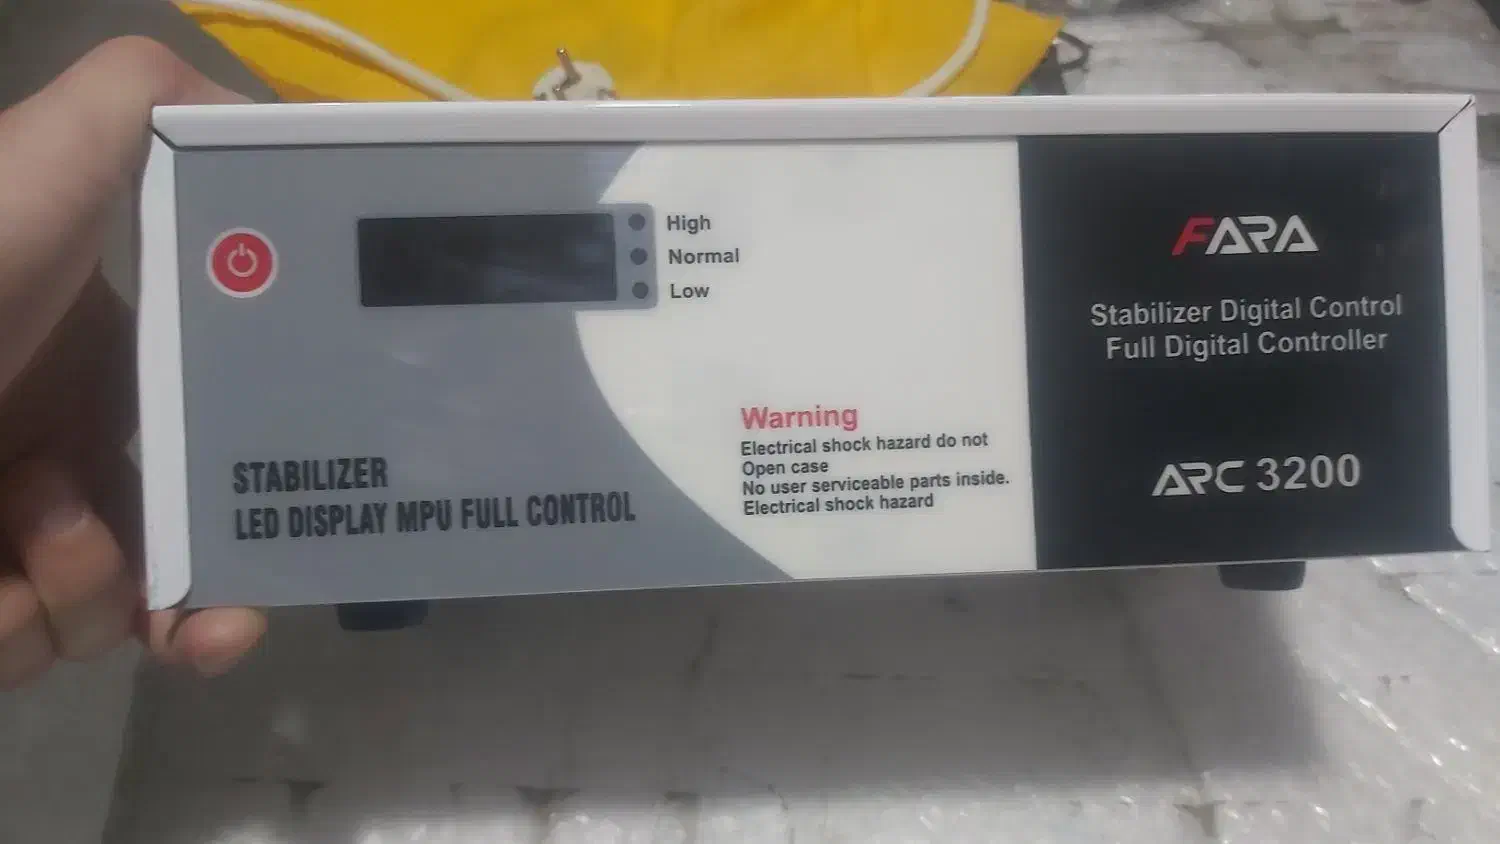 High
Normal
Low
FARA
Stabilizer Digital Control
Full Digital Controller
Warning
Electrical shock hazard do not
Open case
No user serviceable parts inside.
Electrical shock hazard
STABILIZER
LED DISPLAY MPU FULL CONTROL
ARC 3200